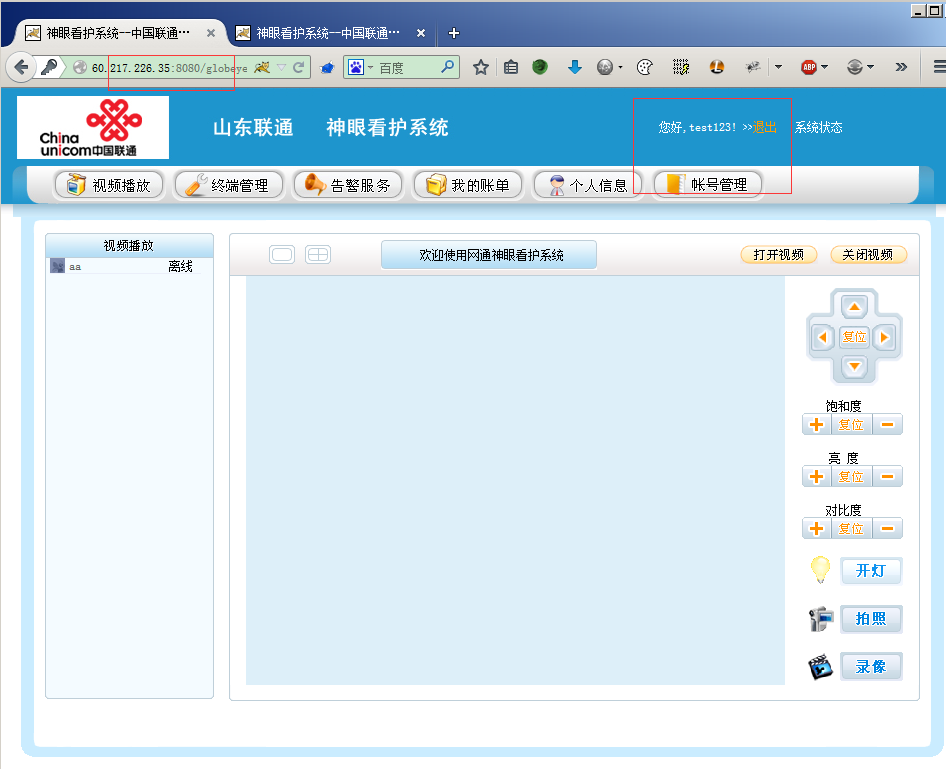 神眼看护系统--中国联通…
神眼看护系统--中国联通…
60.217.226.35:8080/globeye
百度
ABP
China
unicom中国联通
山东联通 神眼看护系统
您好,test123! >>退出 系统状态
视频播放
终端管理
告警服务
我的账单
个人信息
帐号管理
视频播放
aa 离线
欢迎使用网通神眼看护系统
打开视频
关闭视频
复位
饱和度
复位
亮 度
复位
对比度
复位
开灯
拍照
录像